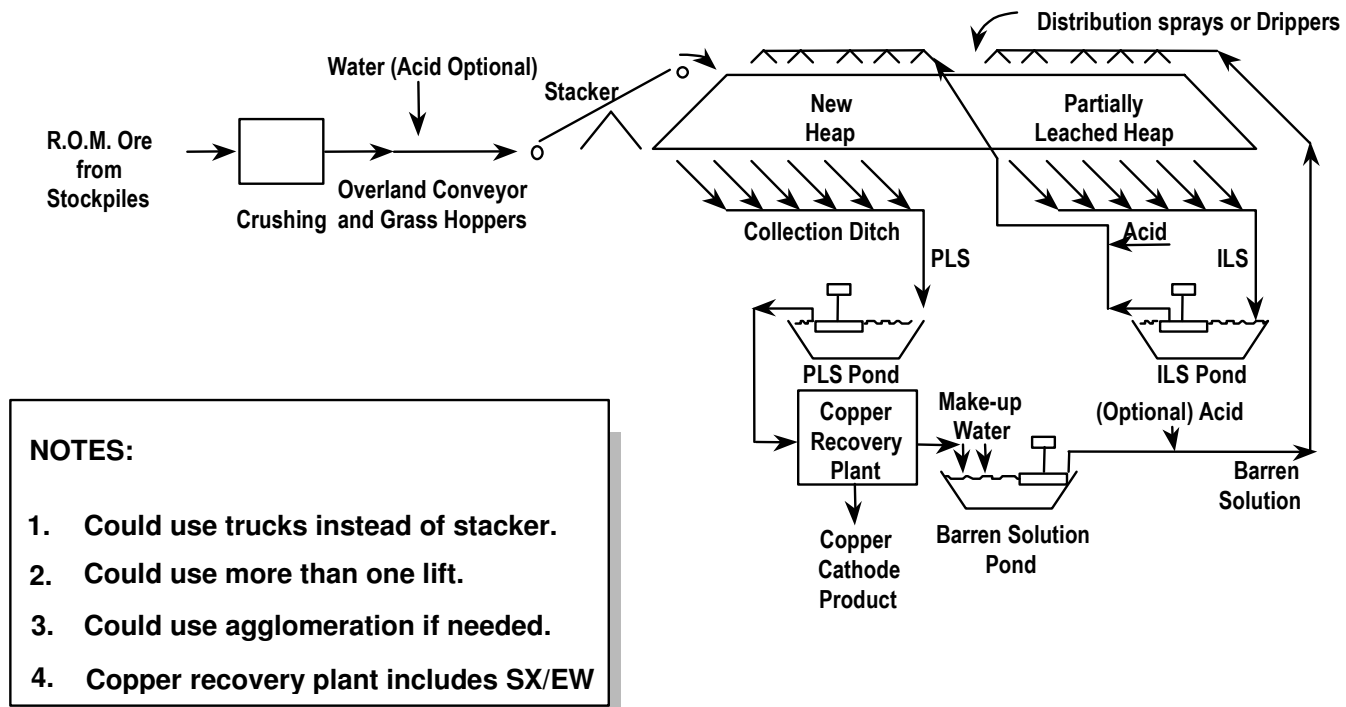 Distribution sprays or Drippers
Water (Acid Optional)
Stacker
New
Heap
Partially
Leached Heap
R.O.M. Ore
from
Stockpiles
Crushing
Overland Conveyor
and Grass Hoppers
Collection Ditch
Acid
PLS
ILS
PLS Pond
ILS Pond
Copper
Recovery
Plant
Make-up
Water
(Optional) Acid
Barren
Solution
Barren Solution
Pond
Copper
Cathode
Product
NOTES:
1. Could use trucks instead of stacker.
2. Could use more than one lift.
3. Could use agglomeration if needed.
4. Copper recovery plant includes SX/EW